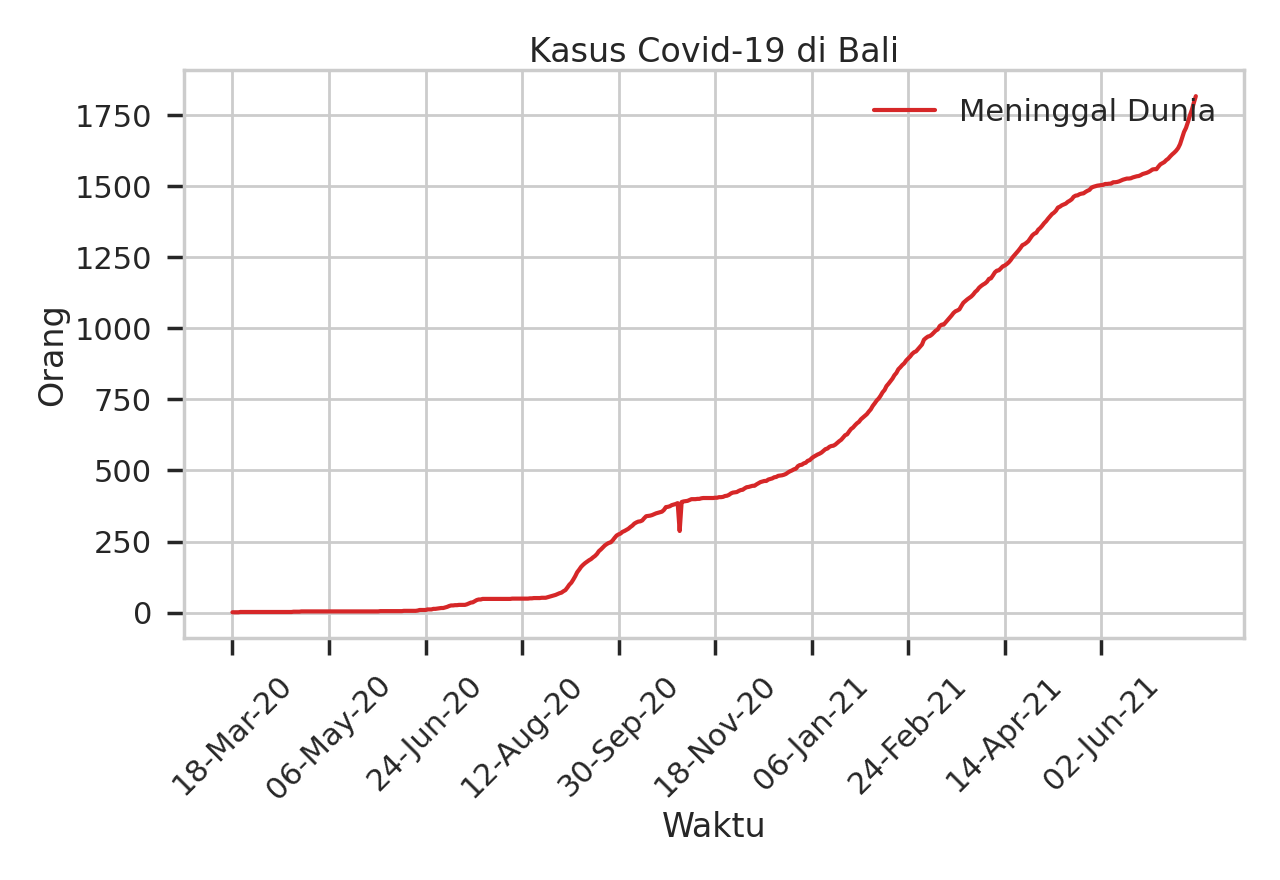 Kasus Covid-19 di Bali
Meninggal Dunia
1750
1500
1250
1000
750
500
250
0
Orang
18-Mar-20
06-May-20
24-Jun-20
12-Aug-20
30-Sep-20
18-Nov-20
06-Jan-21
24-Feb-21
14-Apr-21
02-Jun-21
Waktu